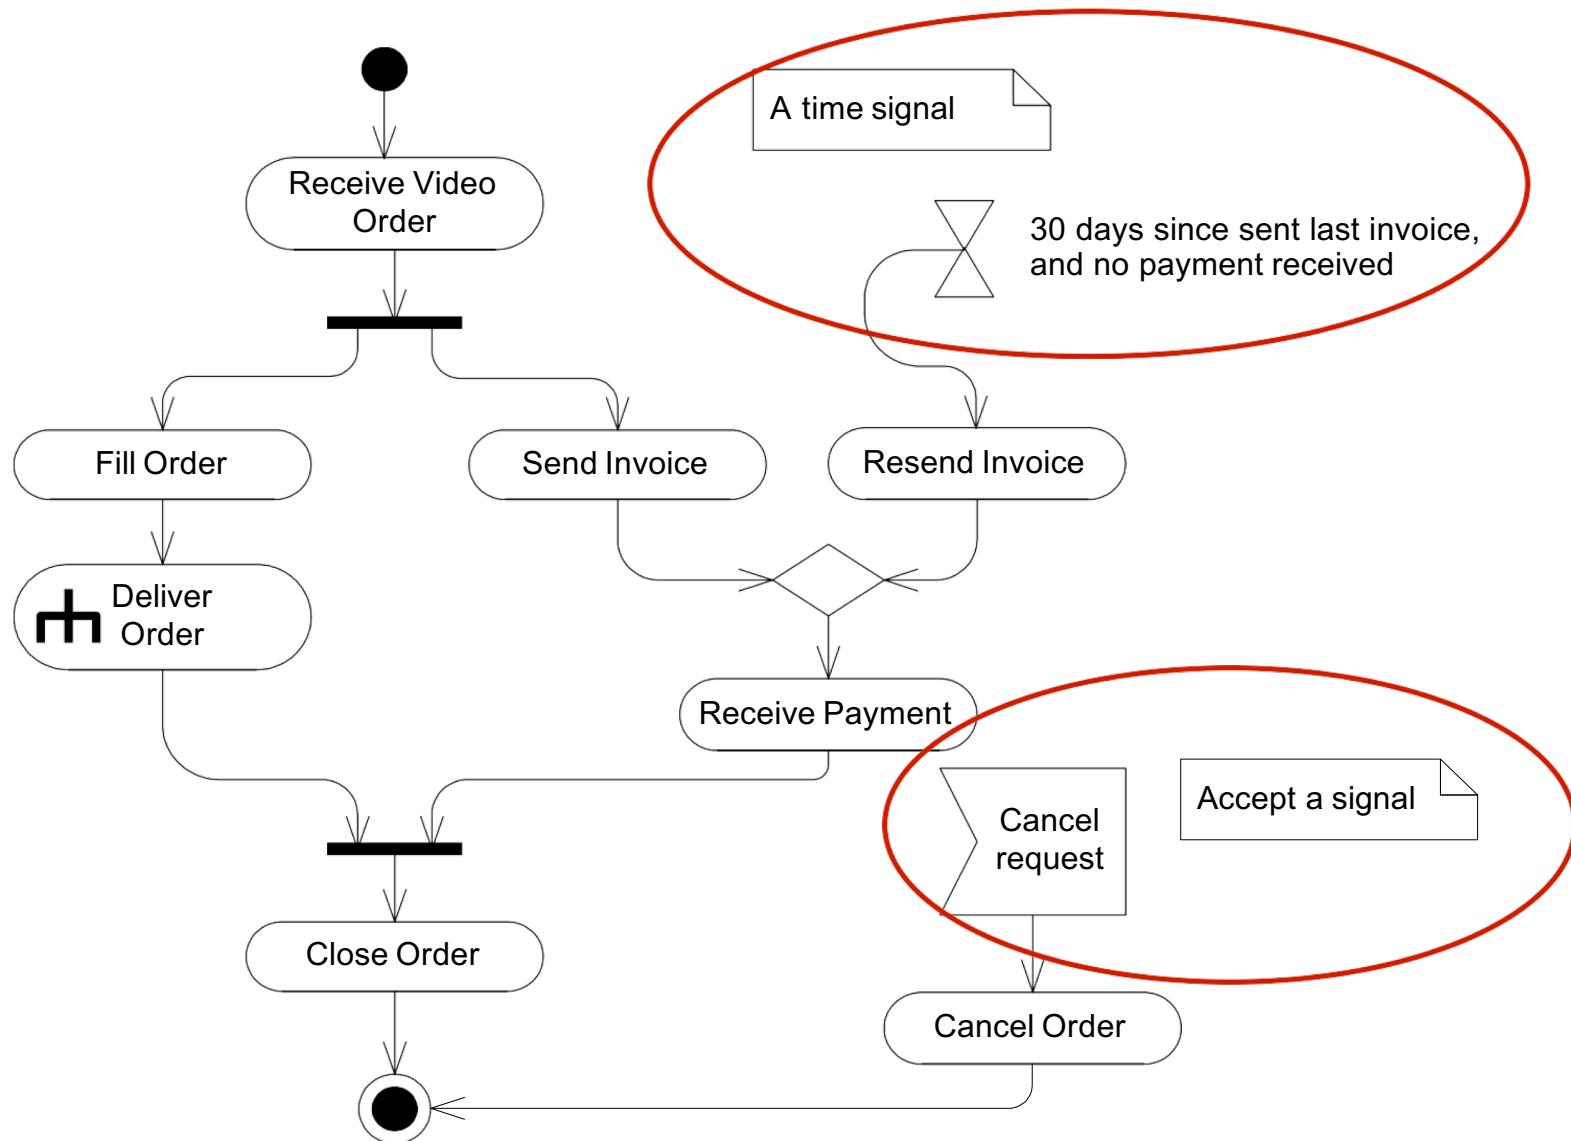 A time signal
Receive Video
Order
30 days since sent last invoice,
and no payment received
Fill Order
Send Invoice
Resend Invoice
Deliver
Order
Receive Payment
Accept a signal
Cancel
request
Close Order
Cancel Order